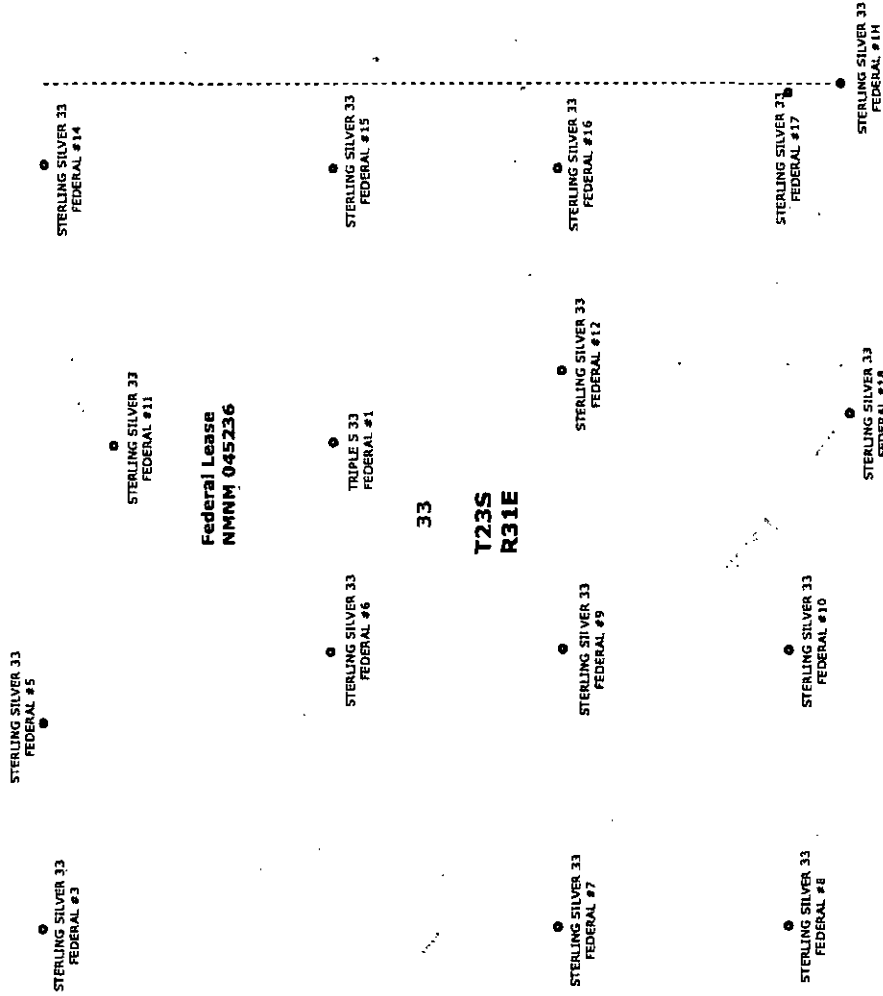 STERLING SILVER 33
FEDERAL #5
STERLING SILVER 33
FEDERAL #3
STERLING SILVER 33
FEDERAL #14
STERLING SILVER 33
FEDERAL #11
Federal Lease
NMNM 045236
STERLING SILVER 33
FEDERAL #6
TRIPLE S 33
FEDERAL #1
STERLING SILVER 33
FEDERAL #15
33
T23S
R31E
STERLING SILVER 33
FEDERAL #7
STERLING SILVER 33
FEDERAL #9
STERLING SILVER 33
FEDERAL #12
STERLING SILVER 33
FEDERAL #16
STERLING SILVER 33
FEDERAL #8
STERLING SILVER 33
FEDERAL #10
STERLING SILVER 33
FEDERAL #17
STERLING SILVER 33
FEDERAL #18
STERLING SILVER 33
FEDERAL #1H